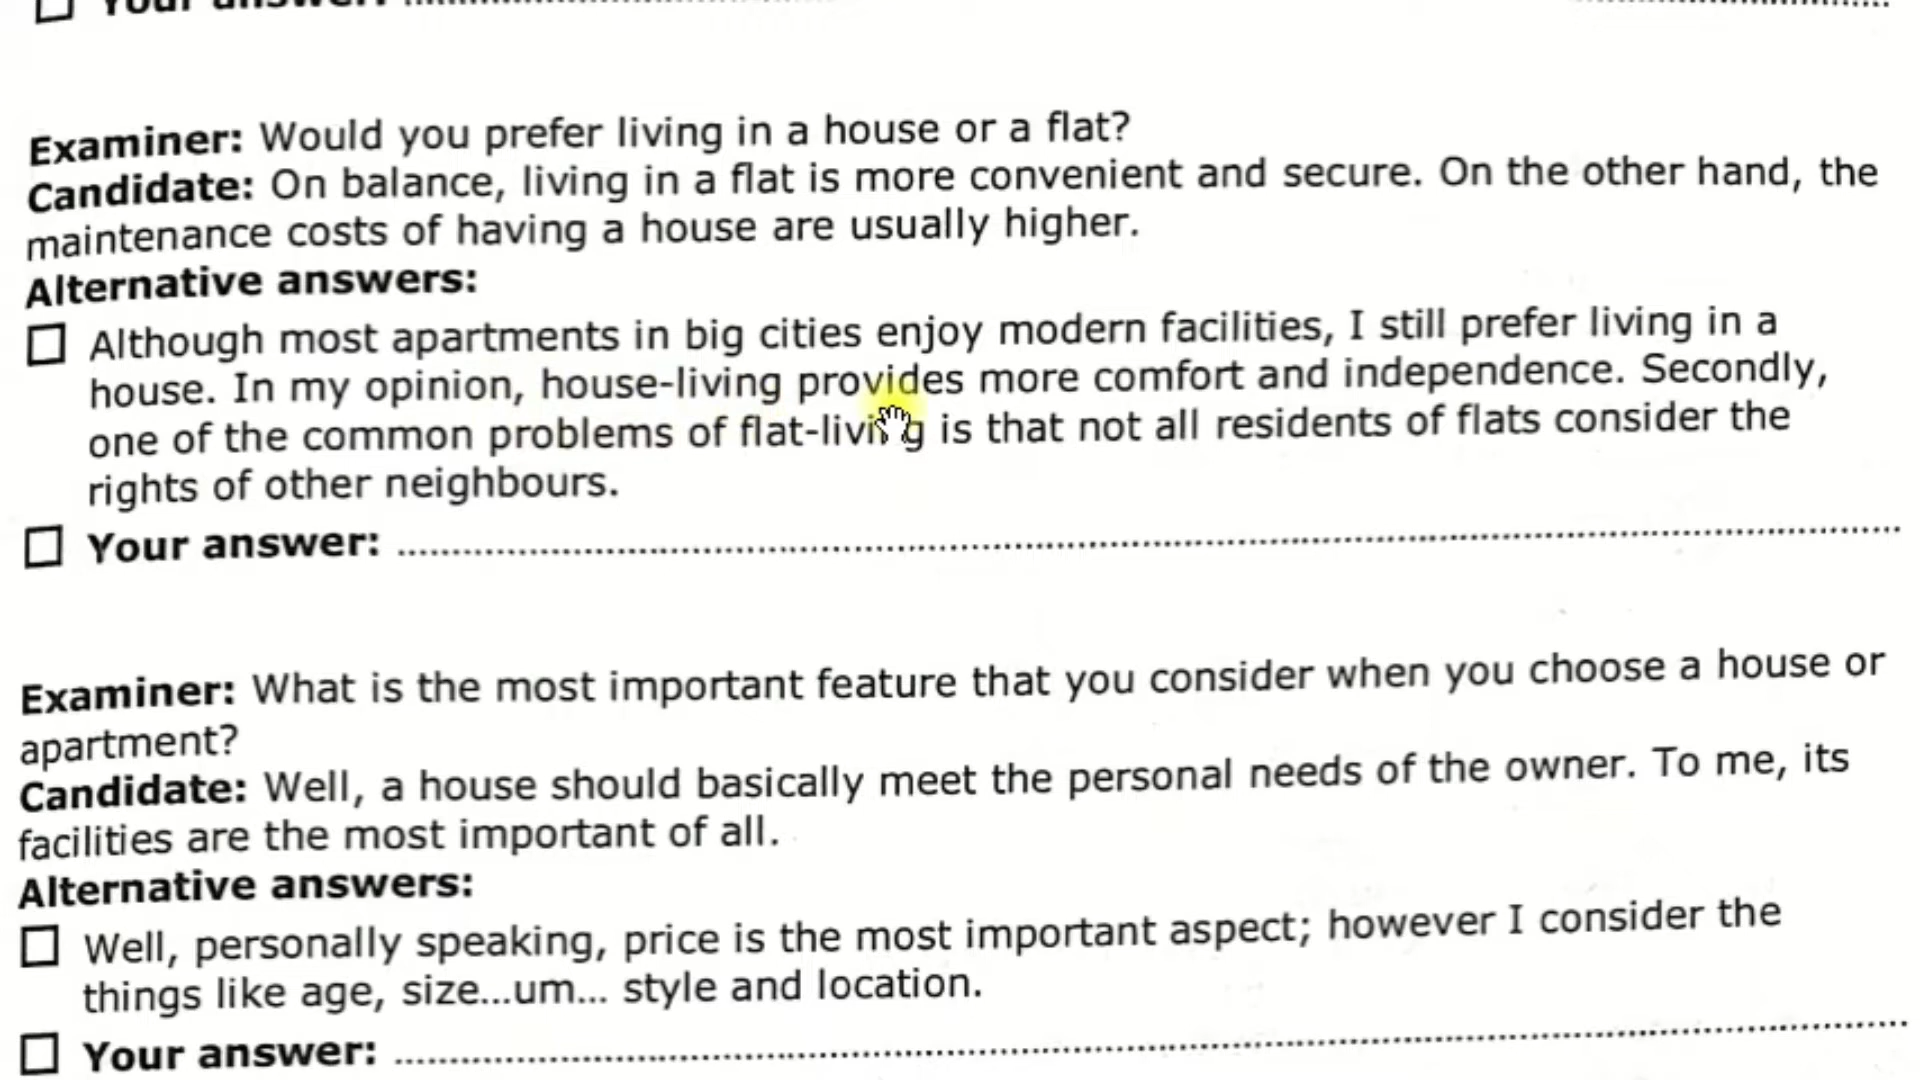 Your answer:
Examiner: Would you prefer living in a house or a flat?
Candidate: On balance, living in a flat is more convenient and secure. On the other hand, the
maintenance costs of having a house are usually higher.
Alternative answers:
Although most apartments in big cities enjoy modern facilities, I still prefer living in a
house. In my opinion, house-living provides more comfort and independence. Secondly,
one of the common problems of flat-living is that not all residents of flats consider the
rights of other neighbours.
Your answer: ..........................................................................................
Examiner: What is the most important feature that you consider when you choose a house or
apartment?
Candidate: Well, a house should basically meet the personal needs of the owner. To me, its
facilities are the most important of all.
Alternative answers:
Well, personally speaking, price is the most important aspect; however I consider the
things like age, size...um... style and location.
Your answer: ..........................................................................................